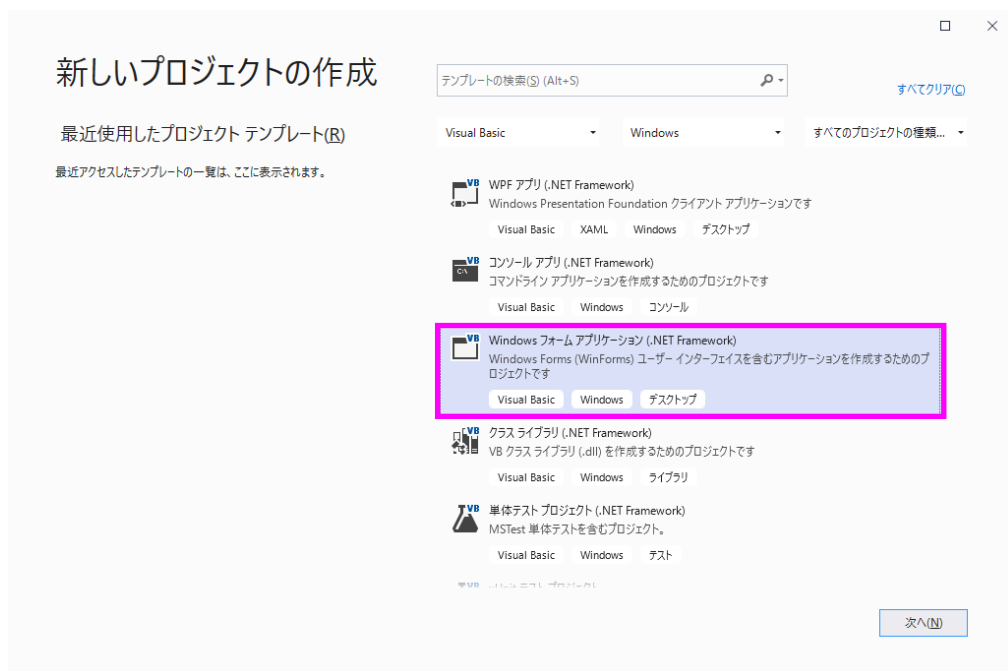 新しいプロジェクトの作成
テンプレートの検索(S) (Alt+S)
すべてクリア(C)
最近使用したプロジェクト テンプレート(R)
Visual Basic
Windows
すべてのプロジェクトの種類...
最近アクセスしたテンプレートの一覧は、ここに表示されます。
VB
WPF アプリ (.NET Framework)
Windows Presentation Foundation クライアント アプリケーションです
Visual Basic XAML Windows デスクトップ
VB
C:\
コンソール アプリ (.NET Framework)
コマンドライン アプリケーションを作成するためのプロジェクトです
Visual Basic Windows コンソール
VB
Windows フォーム アプリケーション (.NET Framework)
Windows Forms (WinForms) ユーザー インターフェイスを含むアプリケーションを作成するためのプ
ロジェクトです
Visual Basic Windows デスクトップ
VB
クラス ライブラリ (.NET Framework)
VB クラス ライブラリ (.dll) を作成するためのプロジェクトです
Visual Basic Windows ライブラリ
VB
単体テスト プロジェクト (.NET Framework)
MSTest 単体テストを含むプロジェクト。
Visual Basic Windows テスト
次へ(N)